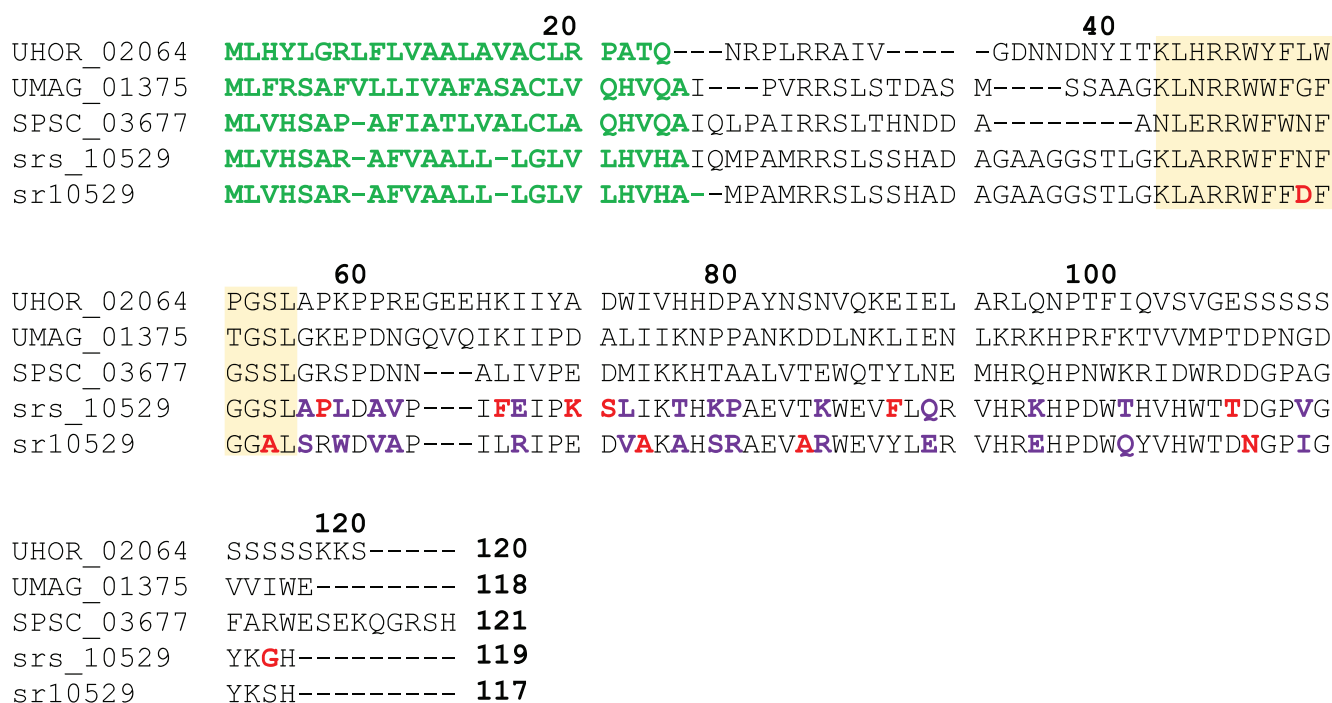 20 40
UHOR_02064 MLHYLGRLFLVAALAVACLR PATQ---NRPLRRAIV----- -GDNNDNYITKLHRRWYFLW
UMAG_01375 MLFRSAFVLLIVAFASACLV QHVQAI---PVRRSLSTDAS M----SSAAGKLNRRWWFGF
SPSC_03677 MLVHSAP-AFIATLVALCLA QHVQAIQLPAIRRSLTHNDD A--------ANLERRWFWNF
srs_10529 MLVHSAR-AFVAALL-LGLV LHVHAIQMPAMRRSLSSHAD AGAAGGSTLGKLARRWFFNF
sr10529 MLVHSAR-AFVAALL-LGLV LHVHA--MPAMRRSLSSHAD AGAAGGSTLGKLARRWFFDF
60 80 100
UHOR_02064 PGSLAPKPPREGEEHKIIYA DWIVHHDPAYNSNVQKEIEL ARLQNPTFIQVSVGESSSSS
UMAG_01375 TGSLGKEPDNGQVQIKIIPD ALIIKNPPANKDDLNKLIEN LKRKHPRFKTVVMPTDPNGD
SPSC_03677 GSSLGRSPDNN---ALIVPE DMIKKHTAALVDTEWQTYLNE MHRQHPNWKRIDWRDDGPAG
srs_10529 GGSLAPLDAVP---IFEIPK SLIKTHKPAEVTKWEVFLQR VHRKHPDWTHVHWTTDGPVG
sr10529 GGALSRWDVAP---ILRIPE DVAKAHSRAEVARWEVYLER VHREHPDWQYVHWTDNGPIG
120
UHOR_02064 SSSSSKKS----- 120
UMAG_01375 VVIWE-------- 118
SPSC_03677 FARWESEKQGRSH 121
srs_10529 YKGH--------- 119
sr10529 YKSH--------- 117